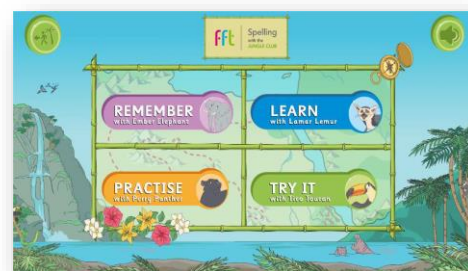 fft
Spelling
with the
JUNGLE CLUB
REMEMBER
with Ember Elephant
LEARN
with Lamar Lemur
PRACTISE
with Perry Panther
TRY IT
with Tico Toucan